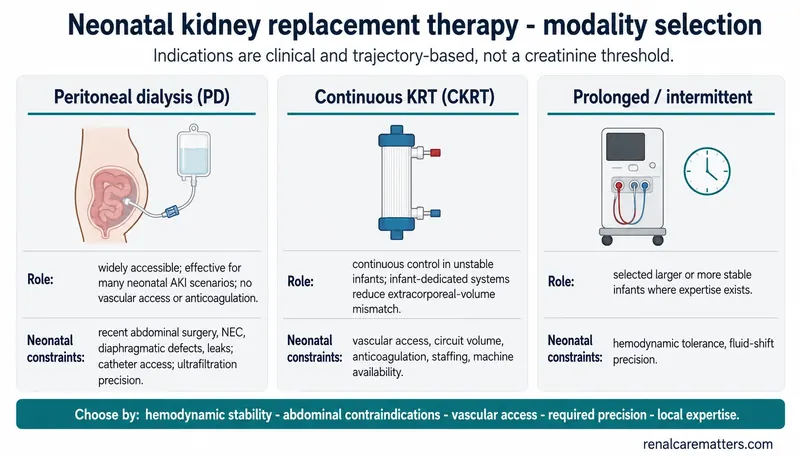 Neonatal kidney replacement therapy - modality selection
Indications are clinical and trajectory-based, not a creatinine threshold.
Peritoneal dialysis (PD)
Role:
widely accessible; effective for
many neonatal AKI scenarios; no
vascular access or anticoagulation.
Neonatal
constraints:
recent abdominal surgery, NEC,
diaphragmatic defects, leaks;
catheter access; ultrafiltration
precision.
Continuous KRT (CKRT)
Role:
continuous control in unstable
infants; infant-dedicated systems
reduce extracorporeal-volume
mismatch.
Neonatal
constraints:
vascular access, circuit volume,
anticoagulation, staffing, machine
availability.
Prolonged / intermittent
Role:
selected larger or more stable
infants where expertise exists.
Neonatal
constraints:
hemodynamic tolerance, fluid-shift
precision.
Choose by: hemodynamic stability - abdominal contraindications - vascular access - required precision - local expertise.
renalcarematters.com